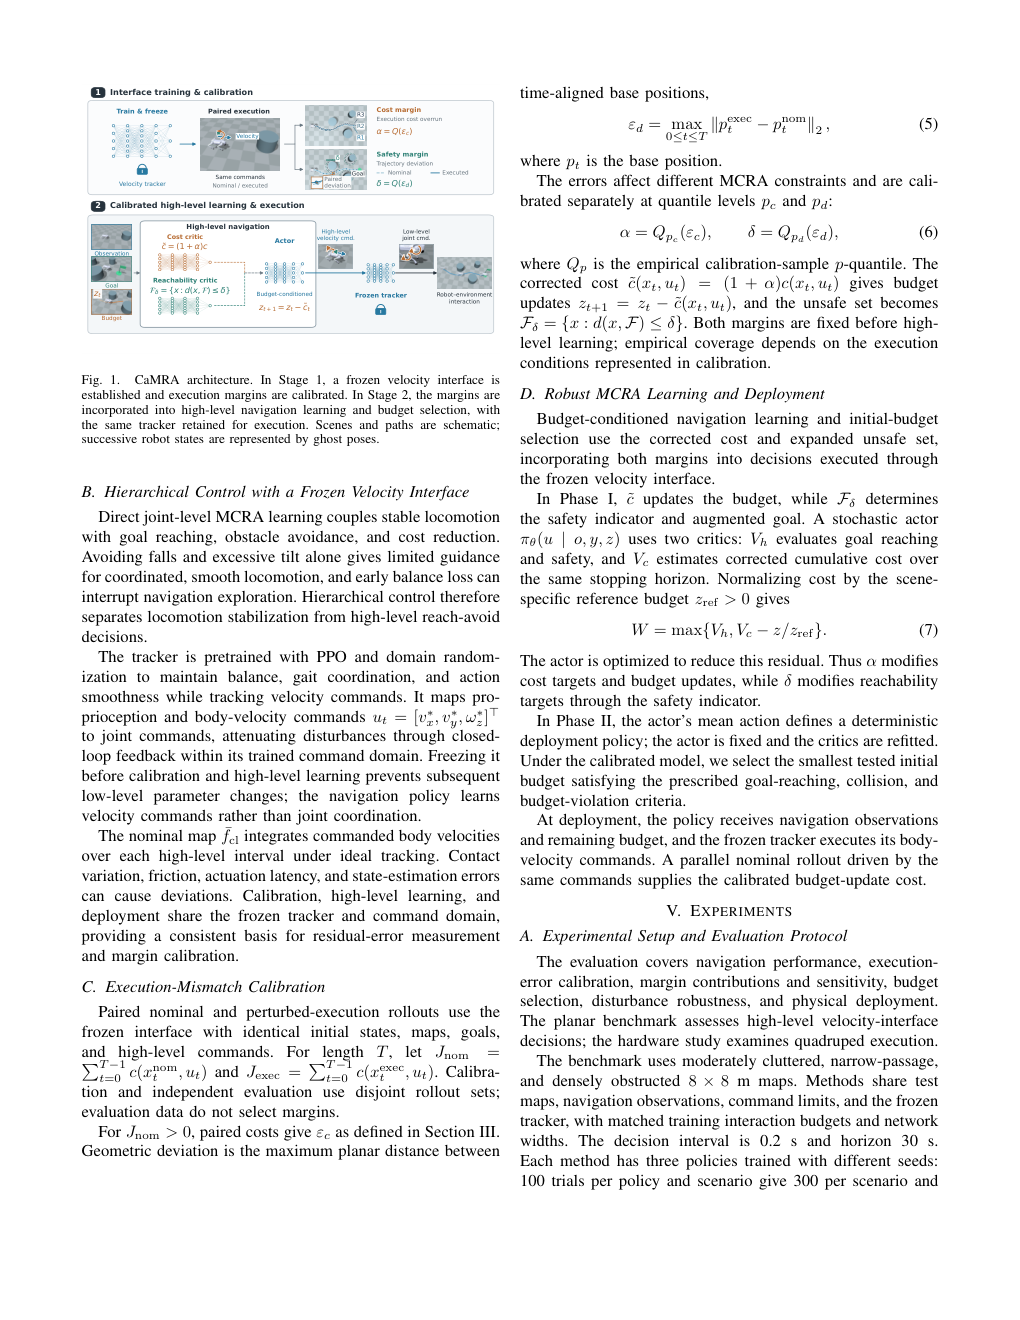 1 Interface training & calibration
Train & freeze
Velocity tracker
Paired execution
Velocity
Same commands
Nominal / executed
R3
R2
R1
Cost margin
Execution cost overrun
α = Q(ε_c)
δ
Goal
Paired
deviation
Safety margin
Trajectory deviation
Nominal Executed
δ = Q(ε_d)
2 Calibrated high-level learning & execution
Observation
Goal
Z_t
Budget
High-level navigation
Cost critic
c̃ = (1 + α)c
Reachability critic
F_δ = {x : d(x, F) ≤ δ}
Actor
Budget-conditioned
z_{t+1} = z_t − c̃_t
High-level
velocity cmd.
Frozen tracker
Low-level
joint cmd.
Robot-environment
interaction
Fig. 1. CaMRA architecture. In Stage 1, a frozen velocity interface is
established and execution margins are calibrated. In Stage 2, the margins are
incorporated into high-level navigation learning and budget selection, with
the same tracker retained for execution. Scenes and paths are schematic;
successive robot states are represented by ghost poses.
B. Hierarchical Control with a Frozen Velocity Interface
Direct joint-level MCRA learning couples stable locomotion
with goal reaching, obstacle avoidance, and cost reduction.
Avoiding falls and excessive tilt alone gives limited guidance
for coordinated, smooth locomotion, and early balance loss can
interrupt navigation exploration. Hierarchical control therefore
separates locomotion stabilization from high-level reach-avoid
decisions.
The tracker is pretrained with PPO and domain random-
ization to maintain balance, gait coordination, and action
smoothness while tracking velocity commands. It maps pro-
prioception and body-velocity commands u_t = [v_x^*, v_y^*, ω_z^*]^⊤
to joint commands, attenuating disturbances through closed-
loop feedback within its trained command domain. Freezing it
before calibration and high-level learning prevents subsequent
low-level parameter changes; the navigation policy learns
velocity commands rather than joint coordination.
The nominal map f̄_cl integrates commanded body velocities
over each high-level interval under ideal tracking. Contact
variation, friction, actuation latency, and state-estimation errors
can cause deviations. Calibration, high-level learning, and
deployment share the frozen tracker and command domain,
providing a consistent basis for residual-error measurement
and margin calibration.
C. Execution-Mismatch Calibration
Paired nominal and perturbed-execution rollouts use the
frozen interface with identical initial states, maps, goals,
and high-level commands. For length T, let J_nom =
∑_{t=0}^{T−1} c(x_t^nom, u_t) and J_exec = ∑_{t=0}^{T−1} c(x_t^exec, u_t). Calibra-
tion and independent evaluation use disjoint rollout sets;
evaluation data do not select margins.
For J_nom > 0, paired costs give ε_c as defined in Section III.
Geometric deviation is the maximum planar distance between
time-aligned base positions,
ε_d = max_{0≤t≤T} ‖p_t^exec − p_t^nom‖_2 , (5)
where p_t is the base position.
The errors affect different MCRA constraints and are cali-
brated separately at quantile levels p_c and p_d:
α = Q_{p_c}(ε_c), δ = Q_{p_d}(ε_d), (6)
where Q_p is the empirical calibration-sample p-quantile. The
corrected cost c̃(x_t, u_t) = (1 + α)c(x_t, u_t) gives budget
updates z_{t+1} = z_t − c̃(x_t, u_t), and the unsafe set becomes
F_δ = {x : d(x, F) ≤ δ}. Both margins are fixed before high-
level learning; empirical coverage depends on the execution
conditions represented in calibration.
D. Robust MCRA Learning and Deployment
Budget-conditioned navigation learning and initial-budget
selection use the corrected cost and expanded unsafe set,
incorporating both margins into decisions executed through
the frozen velocity interface.
In Phase I, c̃ updates the budget, while F_δ determines
the safety indicator and augmented goal. A stochastic actor
π_θ(u | o, y, z) uses two critics: V_h evaluates goal reaching
and safety, and V_c estimates corrected cumulative cost over
the same stopping horizon. Normalizing cost by the scene-
specific reference budget z_ref > 0 gives
W = max{V_h, V_c − z/z_ref}. (7)
The actor is optimized to reduce this residual. Thus α modifies
cost targets and budget updates, while δ modifies reachability
targets through the safety indicator.
In Phase II, the actor’s mean action defines a deterministic
deployment policy; the actor is fixed and the critics are refitted.
Under the calibrated model, we select the smallest tested initial
budget satisfying the prescribed goal-reaching, collision, and
budget-violation criteria.
At deployment, the policy receives navigation observations
and remaining budget, and the frozen tracker executes its body-
velocity commands. A parallel nominal rollout driven by the
same commands supplies the calibrated budget-update cost.
V. EXPERIMENTS
A. Experimental Setup and Evaluation Protocol
The evaluation covers navigation performance, execution-
error calibration, margin contributions and sensitivity, budget
selection, disturbance robustness, and physical deployment.
The planar benchmark assesses high-level velocity-interface
decisions; the hardware study examines quadruped execution.
The benchmark uses moderately cluttered, narrow-passage,
and densely obstructed 8 × 8 m maps. Methods share test
maps, navigation observations, command limits, and the frozen
tracker, with matched training interaction budgets and network
widths. The decision interval is 0.2 s and horizon 30 s.
Each method has three policies trained with different seeds:
100 trials per policy and scenario give 300 per scenario and